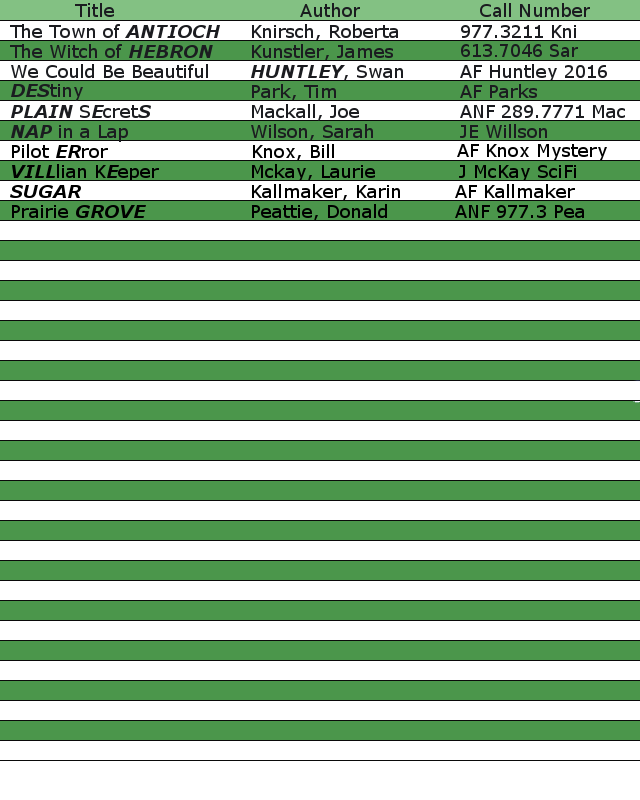 Title Author Call Number
The Town of ANTIOCH Knirsch, Roberta 977.3211 Kni
The Witch of HEBRON Kunstler, James 613.7046 Sar
We Could Be Beautiful HUNTLEY, Swan AF Huntley 2016
DEStiny Park, Tim AF Parks
PLAIN SEcretS Mackall, Joe ANF 289.7771 Mac
NAP in a Lap Wilson, Sarah JE Willson
Pilot ERror Knox, Bill AF Knox Mystery
VILLlian KEeper Mckay, Laurie J McKay SciFi
SUGAR Kallmaker, Karin AF Kallmaker
Prairie GROVE Peattie, Donald ANF 977.3 Pea